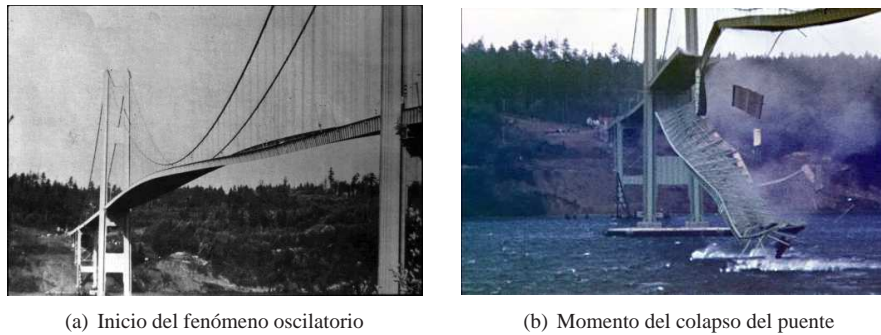 (a) Inicio del fenómeno oscilatorio
(b) Momento del colapso del puente